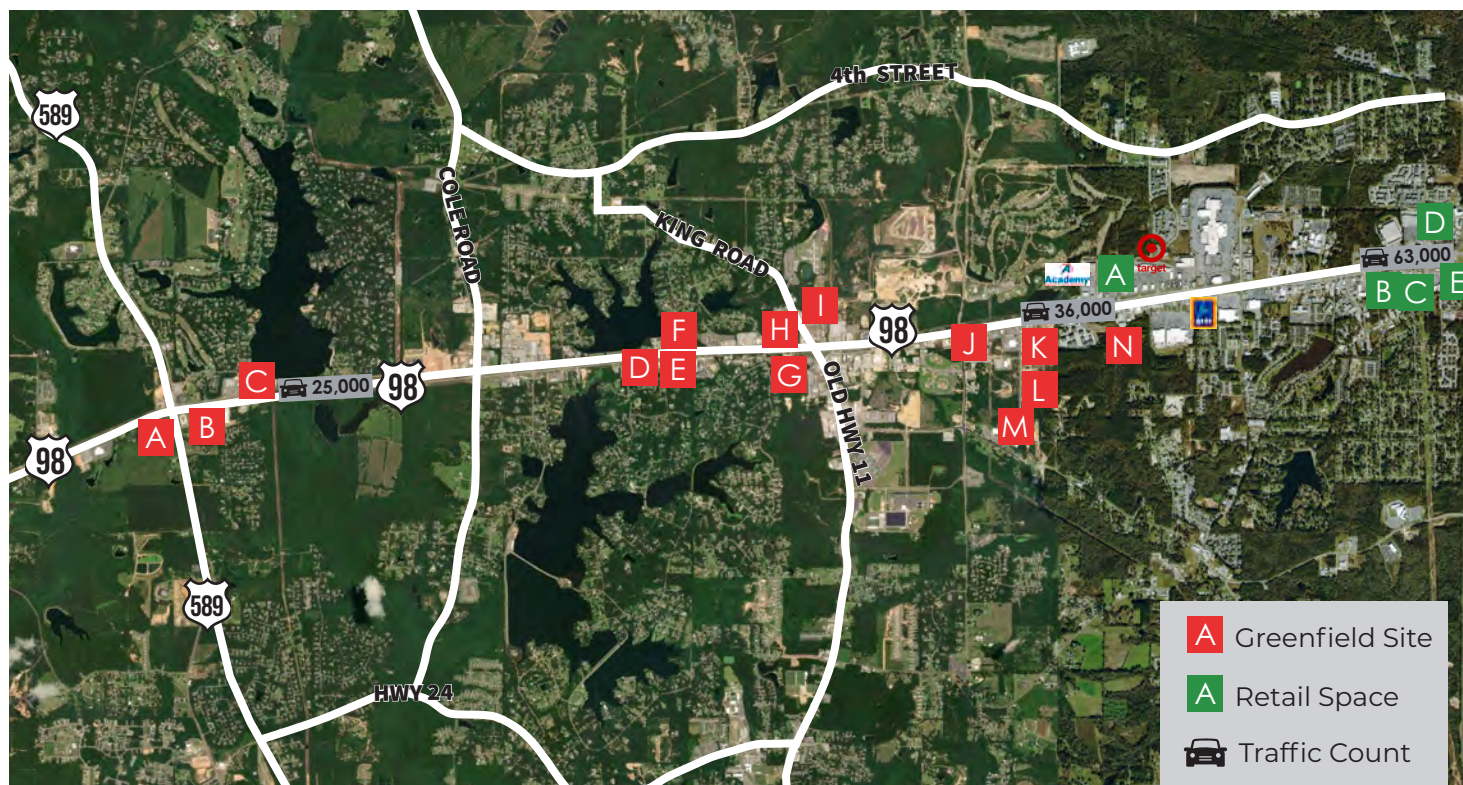 4th STREET
589
COLE ROAD
KING ROAD
D
63,000
target
Academy
A
B
C
E
I
36,000
98
H
F
J
K
N
D
E
G
C
25,000
98
L
OLD HWY 11
A
B
M
98
589
HWY 24
A Greenfield Site
A Retail Space
Traffic Count